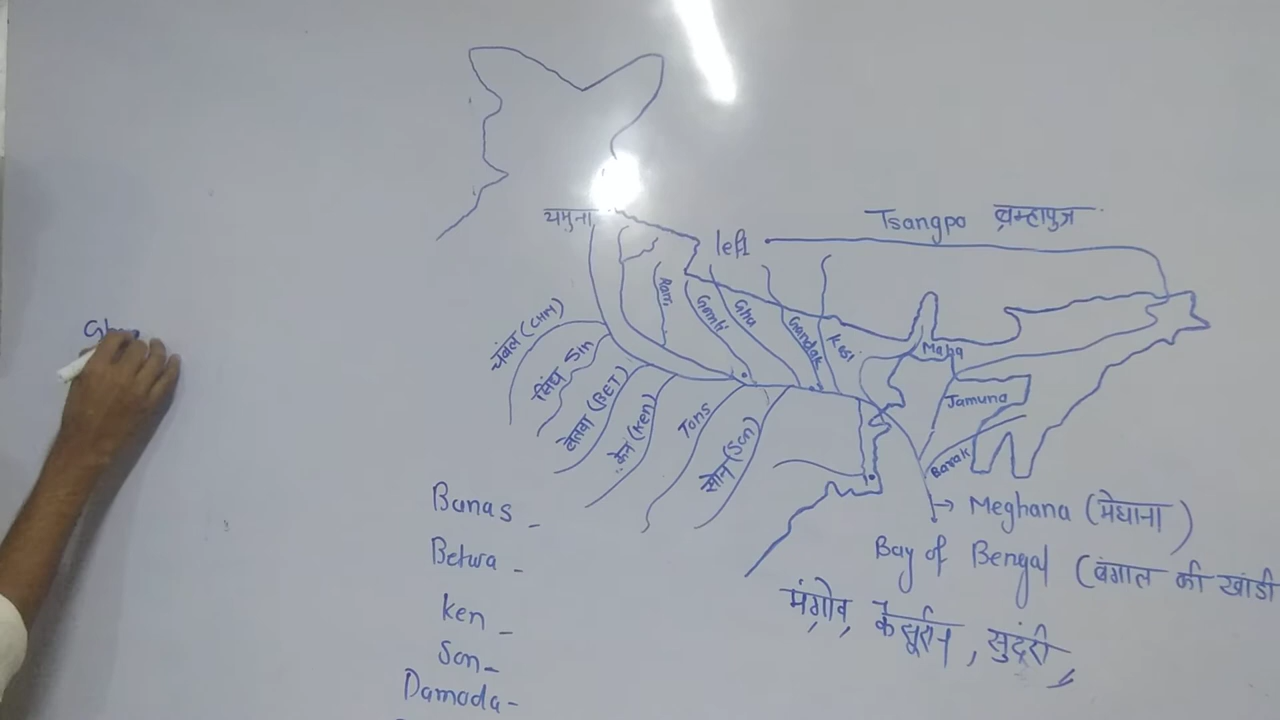 यमुना
left
Tsangpo ब्रम्हापुत्र
Ram.
Gomti
Gha
Gandak
Kosi
Maha
Jamuna
Barak
चंबल (CHM)
सिंध Sin
बेतवा (BET)
केन (Ken)
Tons
सोन (Son)
→ Meghana (मेघाना)
Bay of Bengal (बंगाल की खाडी
मंग्रोव, कैसूरीन, सुदंरी
Banas -
Betwa -
Ken -
Son -
Damoda -